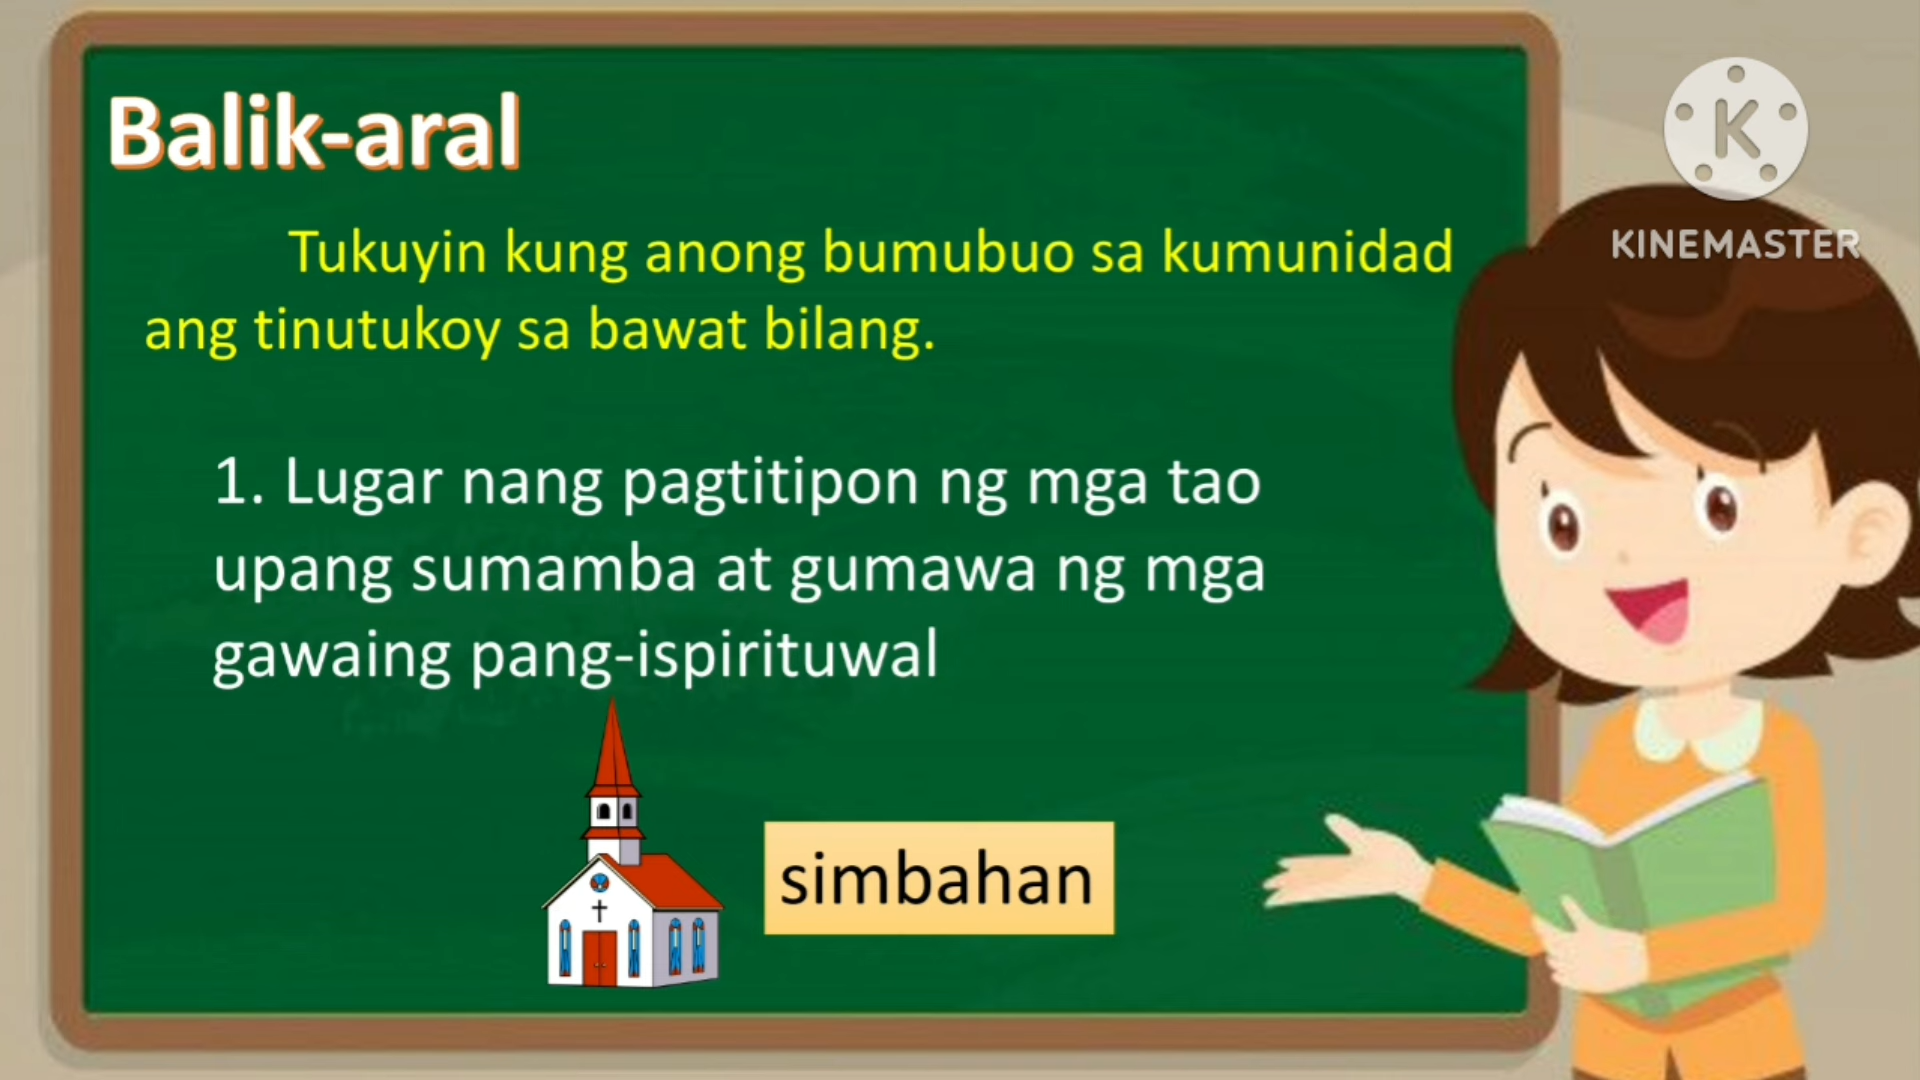 Balik-aral
K
KINEMASTER
Tukuyin kung anong bumubuo sa kumunidad
ang tinutukoy sa bawat bilang.
1. Lugar nang pagtitipon ng mga tao
upang sumamba at gumawa ng mga
gawaing pang-ispirituwal
simbahan